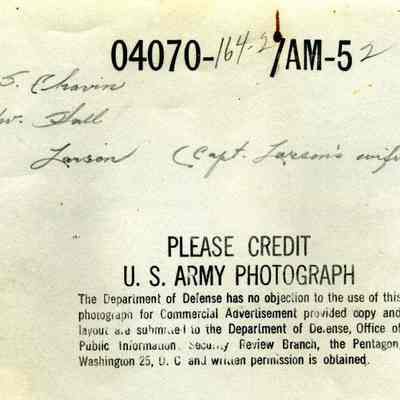 04070-164-2/AM-52
S. Chavin
w. Hall
Larson (Capt. Larson's wife
PLEASE CREDIT
U. S. ARMY PHOTOGRAPH
The Department of Defense has no objection to the use of this
photograph for Commercial Advertisement provided copy and
layout are submitted to the Department of Defense, Office of
Public Information, Security Review Branch, the Pentagon,
Washington 25, D. C. and written permission is obtained.